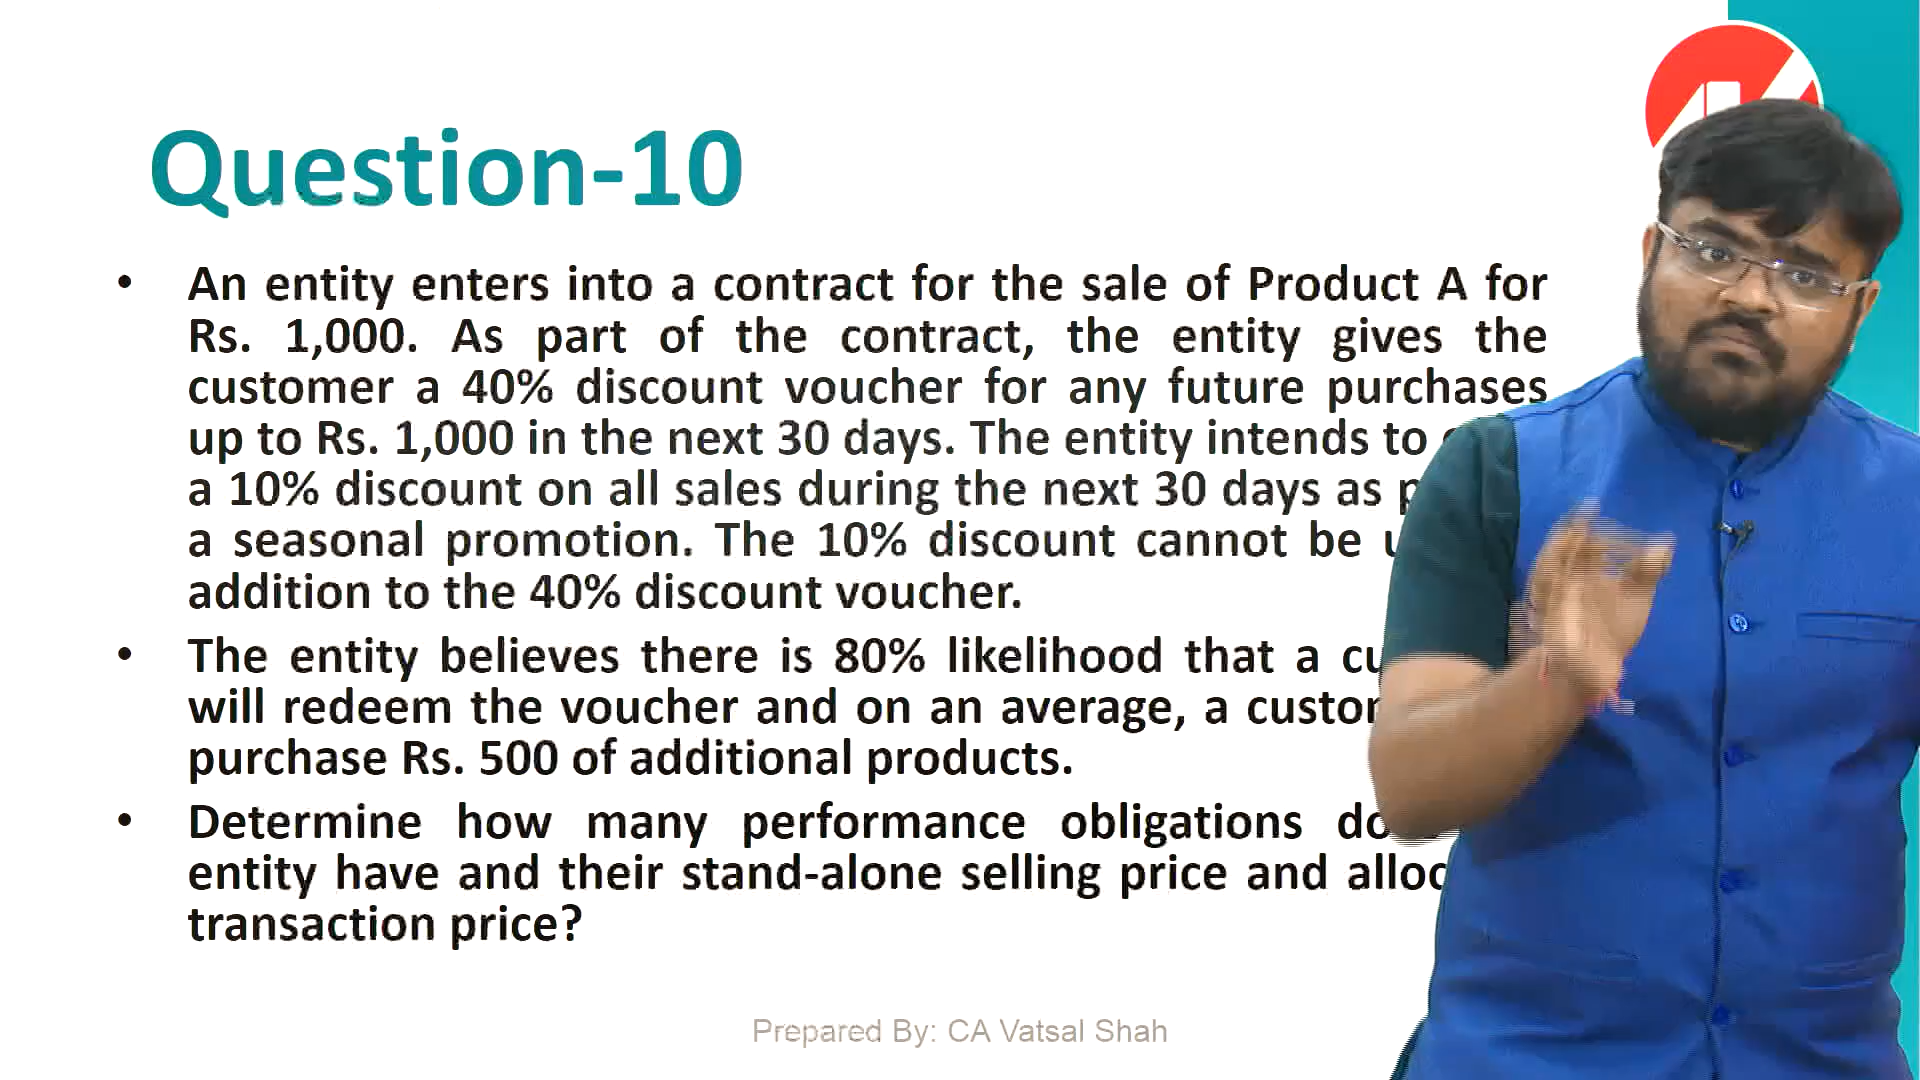 Question-10
• An entity enters into a contract for the sale of Product A for
Rs. 1,000. As part of the contract, the entity gives the
customer a 40% discount voucher for any future purchases
up to Rs. 1,000 in the next 30 days. The entity intends to
a 10% discount on all sales during the next 30 days as
a seasonal promotion. The 10% discount cannot be
addition to the 40% discount voucher.
• The entity believes there is 80% likelihood that a
will redeem the voucher and on an average, a
purchase Rs. 500 of additional products.
• Determine how many performance obligations
entity have and their stand-alone selling price and
transaction price?
Prepared By: CA Vatsal Shah